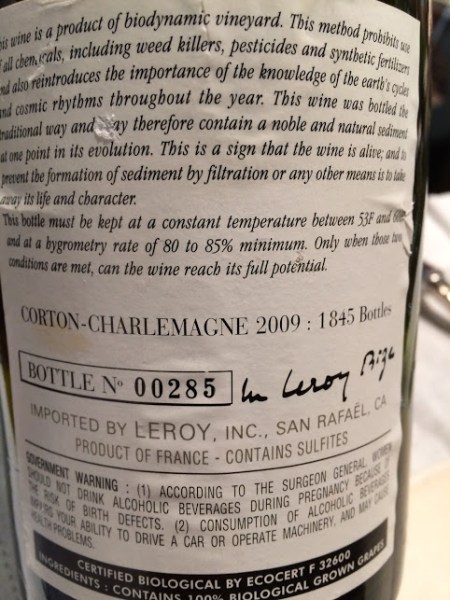 his wine is a product of biodynamic vineyard. This method prohibits use
of all chemicals, including weed killers, pesticides and synthetic fertilizers
and also reintroduces the importance of the knowledge of the earth's cycles
and cosmic rhythms throughout the year. This wine was bottled the
traditional way and may therefore contain a noble and natural sediment
at one point in its evolution. This is a sign that the wine is alive; and to
prevent the formation of sediment by filtration or any other means is to take
away its life and character.
This bottle must be kept at a constant temperature between 53F and
and at a hygrometry rate of 80 to 85% minimum. Only when those two
conditions are met, can the wine reach its full potential.
CORTON-CHARLEMAGNE 2009 : 1845 Bottles
BOTTLE Nº 00285 Leroy
IMPORTED BY LEROY, INC., SAN RAFAËL, CA
PRODUCT OF FRANCE - CONTAINS SULFITES
GOVERNMENT WARNING : (1) ACCORDING TO THE SURGEON GENERAL, WOMEN
SHOULD NOT DRINK ALCOHOLIC BEVERAGES DURING PREGNANCY BECAUSE OF
THE RISK OF BIRTH DEFECTS. (2) CONSUMPTION OF ALCOHOLIC BEVERAGES
IMPAIRS YOUR ABILITY TO DRIVE A CAR OR OPERATE MACHINERY, AND MAY CAUSE
HEALTH PROBLEMS.
CERTIFIED BIOLOGICAL BY ECOCERT F 32600
INGREDIENTS : CONTAINS 100% BIOLOGICAL GROWN GRAPES